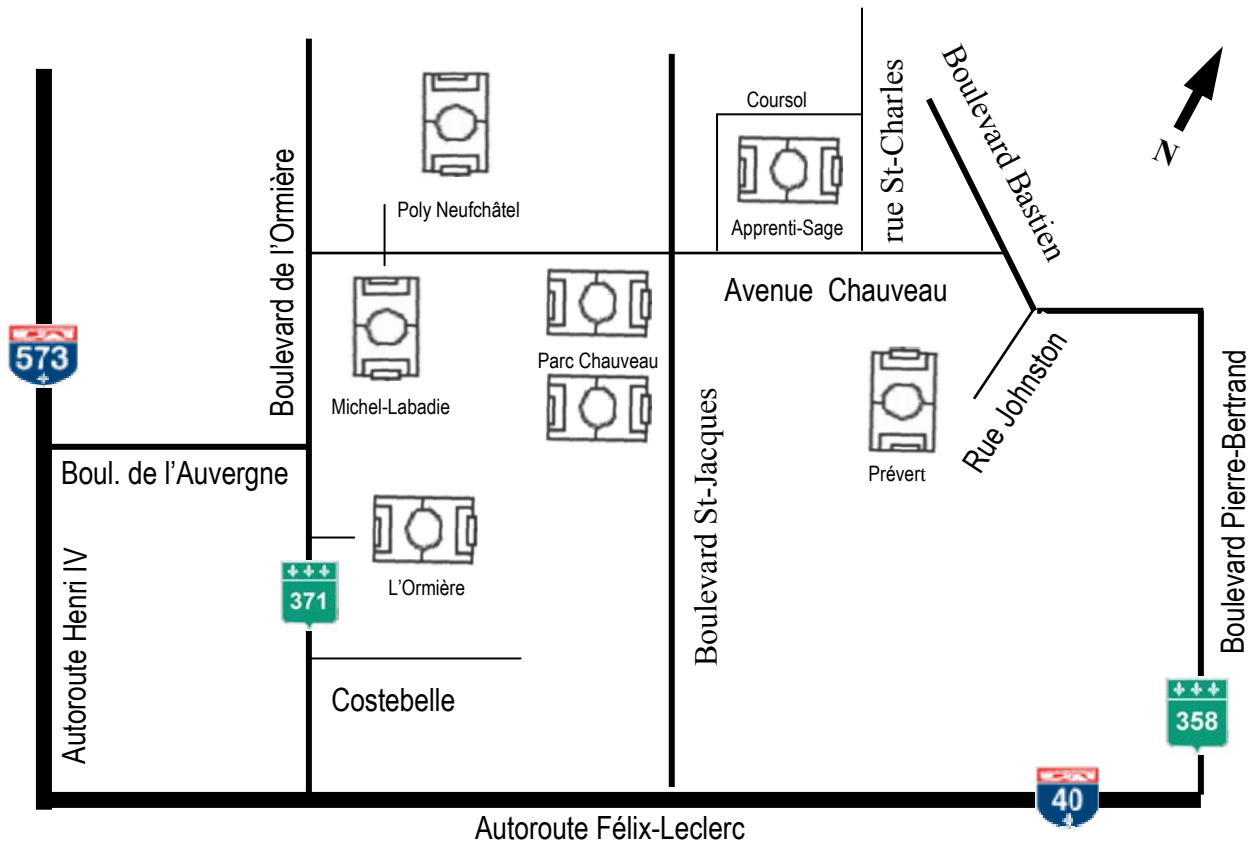 Coursol
Boulevard Bastien
rue St-Charles
N
Boulevard de l'Ormière
Poly Neufchâtel
Apprenti-Sage
Avenue Chauveau
573
Parc Chauveau
Michel-Labadie
Boulevard St-Jacques
Rue Johnston
Prévert
Boulevard Pierre-Bertrand
Boul. de l'Auvergne
Autoroute Henri IV
371
L'Ormière
Costebelle
358
40
Autoroute Félix-Leclerc